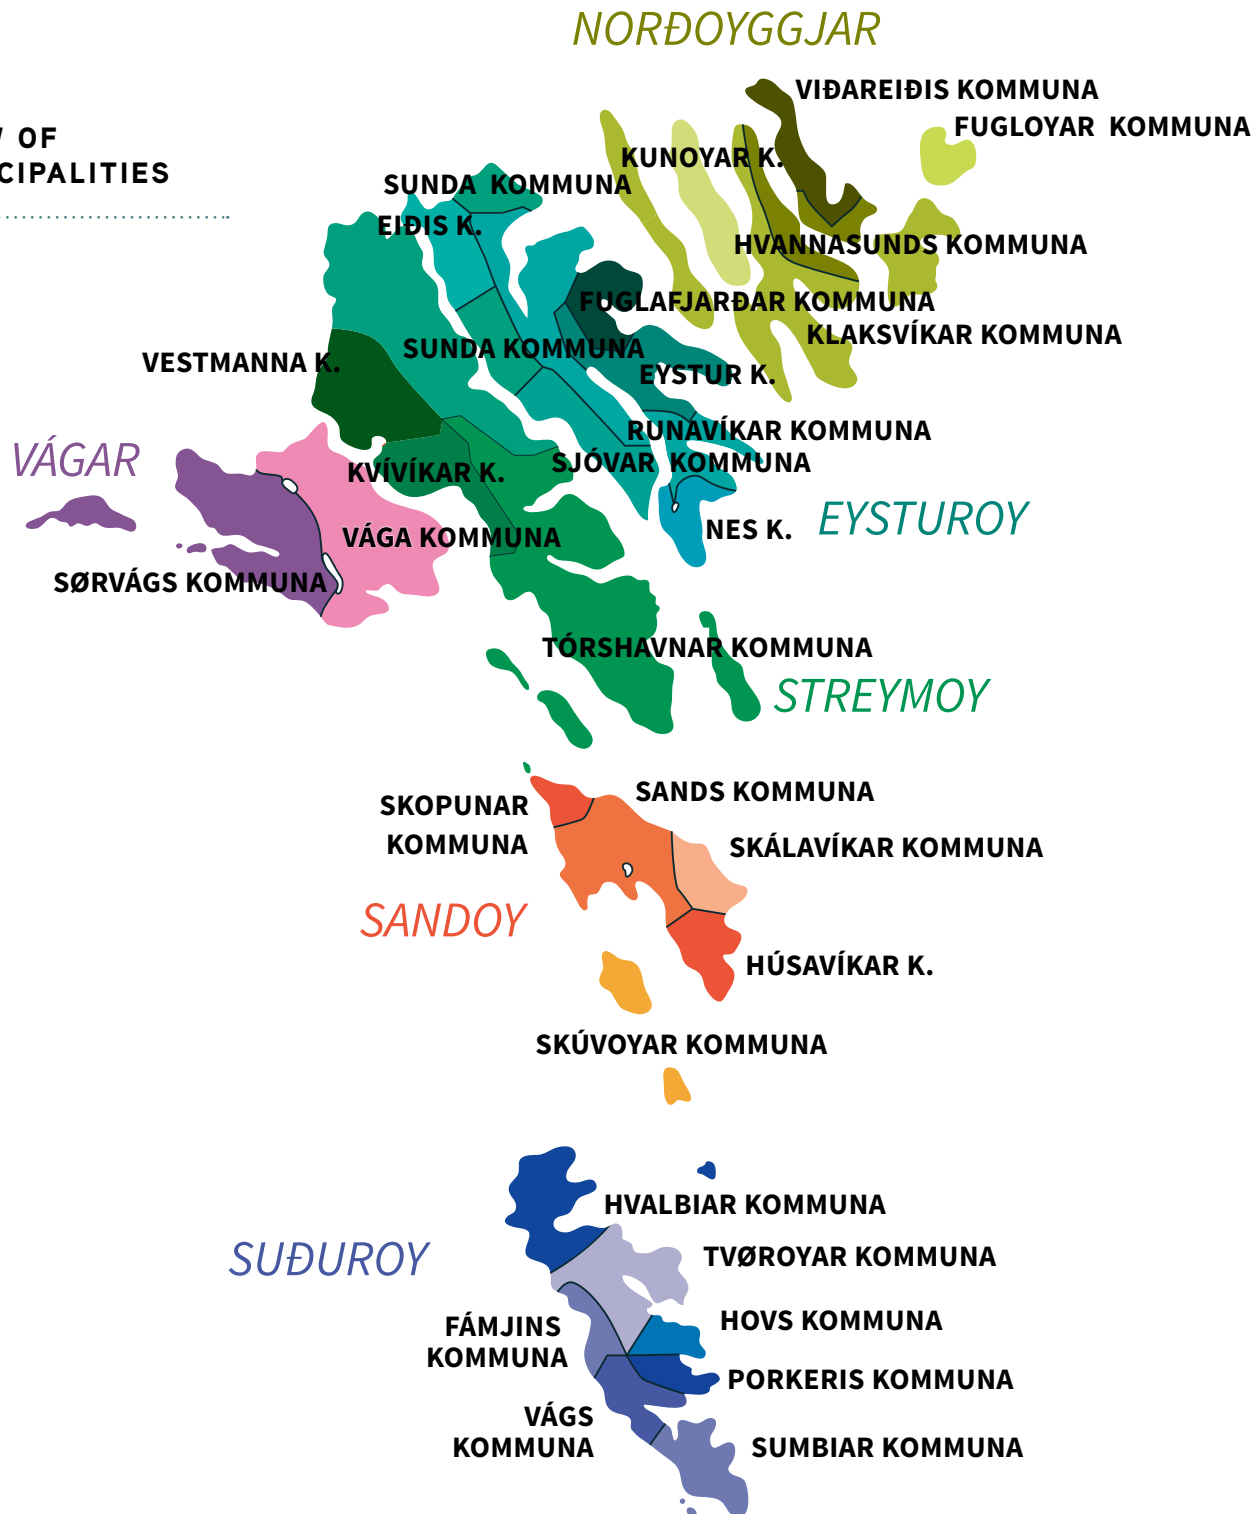 NORÐOYGGJAR
VIÐAREIÐIS KOMMUNA
FUGLOYAR KOMMUNA
OF
CIPALITIES
KUNOYAR K.
SUNDA KOMMUNA
EIÐIS K.
HVANNASUNDS KOMMUNA
FUGLAFJARÐAR KOMMUNA
KLAKSVÍKAR KOMMUNA
SUNDA KOMMUNA
VESTMANNA K.
EYSTUR K.
RUNAVÍKAR KOMMUNA
VÁGAR
SJÓVAR KOMMUNA
KVÍVÍKAR K.
EYSTUROY
NES K.
VÁGA KOMMUNA
SØRVÁGS KOMMUNA
TÓRSHAVNAR KOMMUNA
STREYMOY
SANDS KOMMUNA
SKOPUNAR
KOMMUNA
SKÁLAVÍKAR KOMMUNA
SANDOY
HÚSAVÍKAR K.
SKÚVOYAR KOMMUNA
HVALBIAR KOMMUNA
SUÐUROY
TVØROYAR KOMMUNA
HOVS KOMMUNA
FÁMJINS
KOMMUNA
PORKERIS KOMMUNA
VÁGS
KOMMUNA
SUMBIAR KOMMUNA